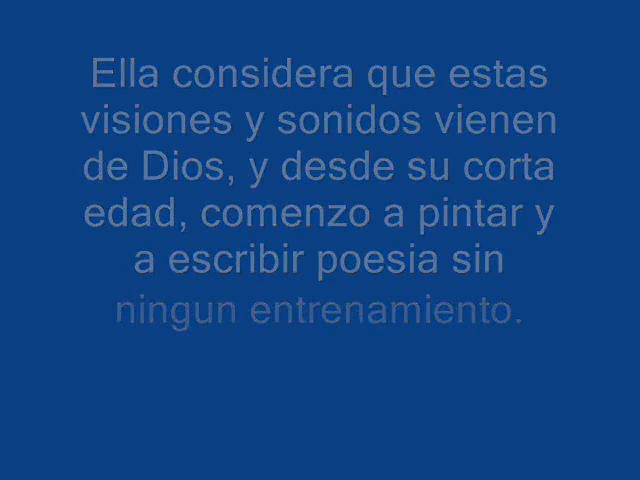 Ella considera que estas
visiones y sonidos vienen
de Dios, y desde su corta
edad, comenzo a pintar y
a escribir poesia sin
ningun entrenamiento.